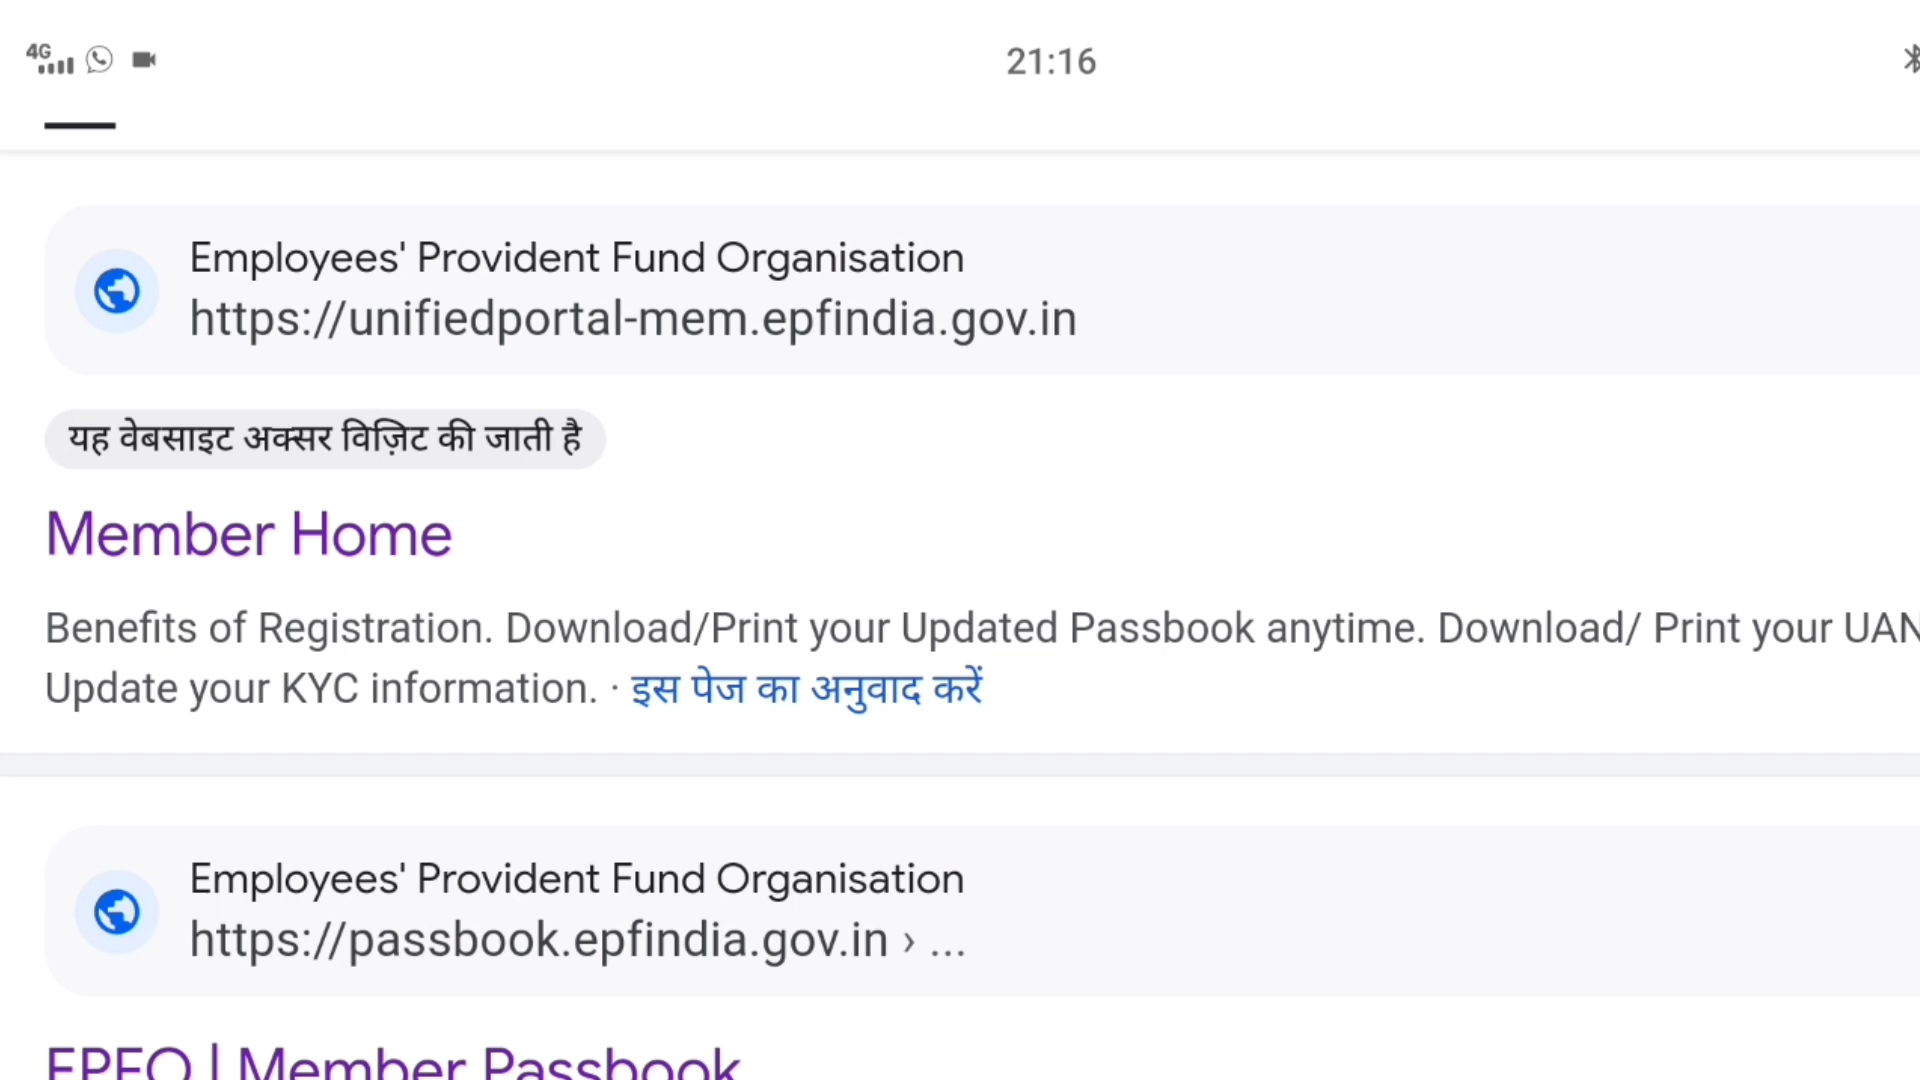 4G
21:16
Employees' Provident Fund Organisation
https://unifiedportal-mem.epfindia.gov.in
यह वेबसाइट अक्सर विज़िट की जाती है
Member Home
Benefits of Registration. Download/Print your Updated Passbook anytime. Download/ Print your UAN
Update your KYC information. · इस पेज का अनुवाद करें
Employees' Provident Fund Organisation
https://passbook.epfindia.gov.in › ...
EPFO | Member Passbook